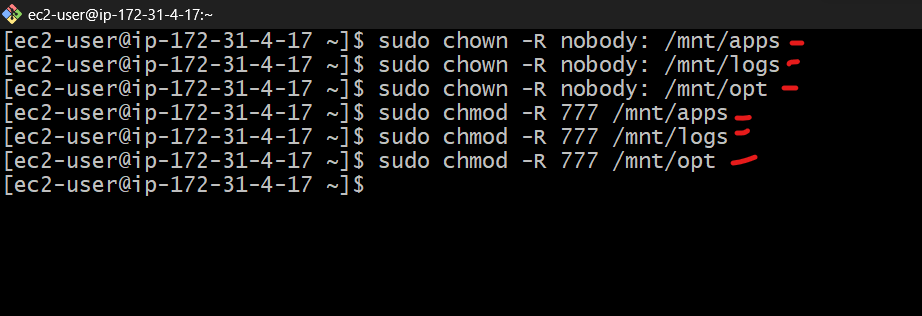 ec2-user@ip-172-31-4-17:~
[ec2-user@ip-172-31-4-17 ~]$ sudo chown -R nobody: /mnt/apps
[ec2-user@ip-172-31-4-17 ~]$ sudo chown -R nobody: /mnt/logs
[ec2-user@ip-172-31-4-17 ~]$ sudo chown -R nobody: /mnt/opt
[ec2-user@ip-172-31-4-17 ~]$ sudo chmod -R 777 /mnt/apps
[ec2-user@ip-172-31-4-17 ~]$ sudo chmod -R 777 /mnt/logs
[ec2-user@ip-172-31-4-17 ~]$ sudo chmod -R 777 /mnt/opt
[ec2-user@ip-172-31-4-17 ~]$